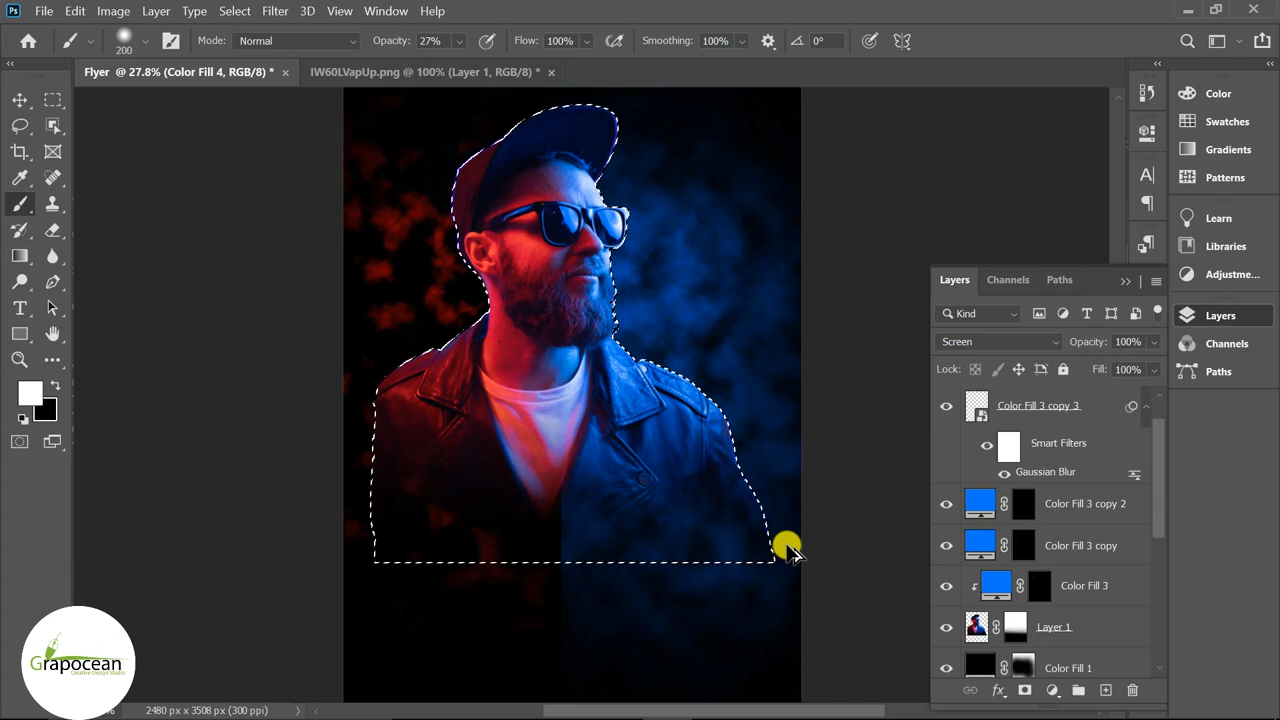 Ps File Edit Image Layer Type Select Filter 3D View Window Help
200 Mode: Normal Opacity: 27% Flow: 100% Smoothing: 100% 0°
Flyer @ 27.8% (Color Fill 4, RGB/8) * IW60LVapUp.png @ 100% (Layer 1, RGB/8) *
Color
Swatches
Gradients
Patterns
Learn
Libraries
Adjustme...
Layers
Channels
Paths
Layers Channels Paths
Kind
Screen Opacity: 100%
Lock: Fill: 100%
Color Fill 3 copy 3
Smart Filters
Gaussian Blur
Color Fill 3 copy 2
Color Fill 3 copy
Color Fill 3
Layer 1
Color Fill 1
Grapocean
Creative Design Studio
2480 px x 3508 px (300 ppi)